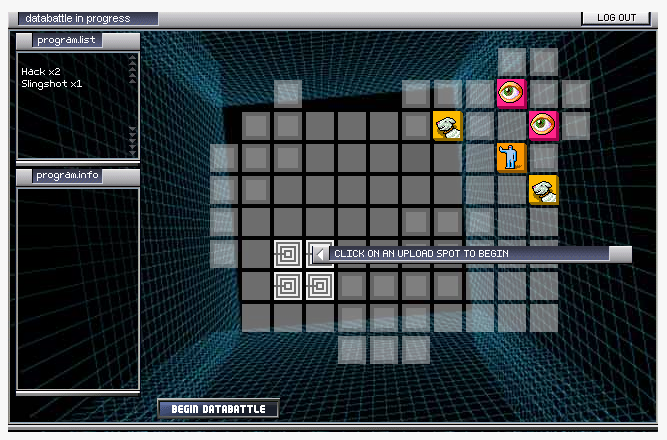 databattle in progress
LOG OUT
program.list
Hack x2
Slingshot x1
program.info
CLICK ON AN UPLOAD SPOT TO BEGIN
BEGIN DATABATTLE